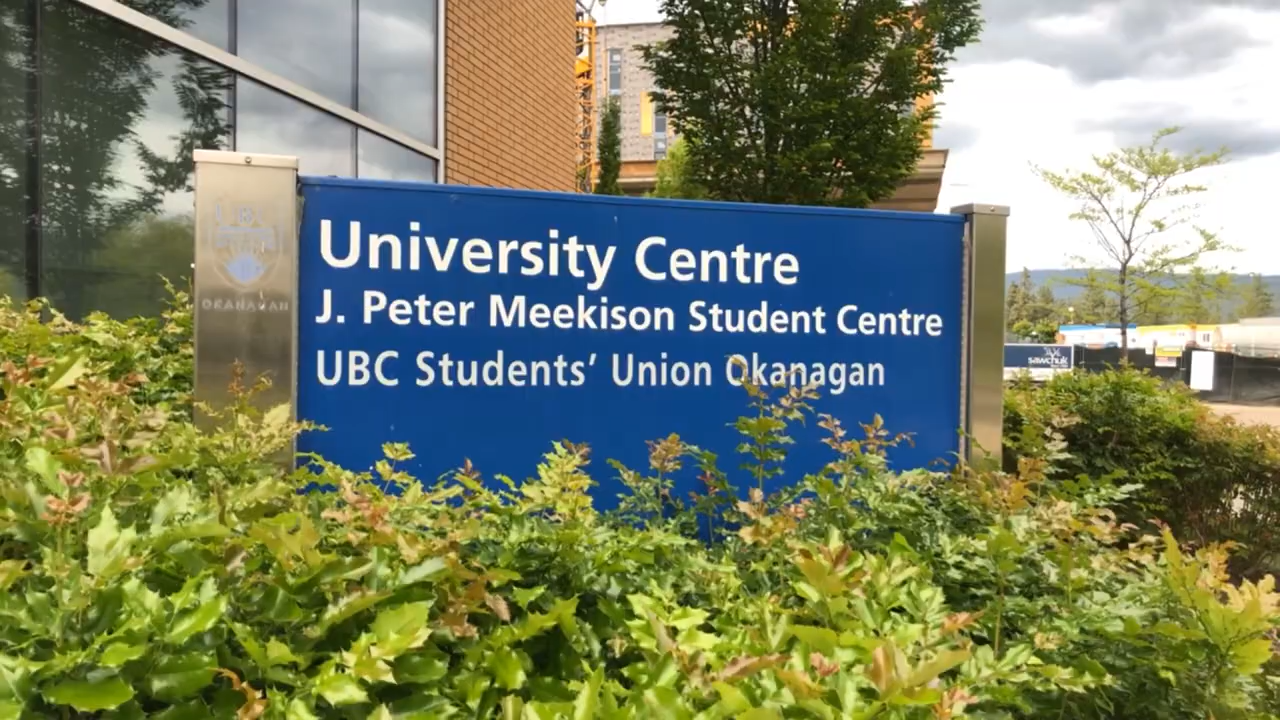 University Centre
J. Peter Meekison Student Centre
UBC Students' Union Okanagan
OKANAGAN
sawchuk